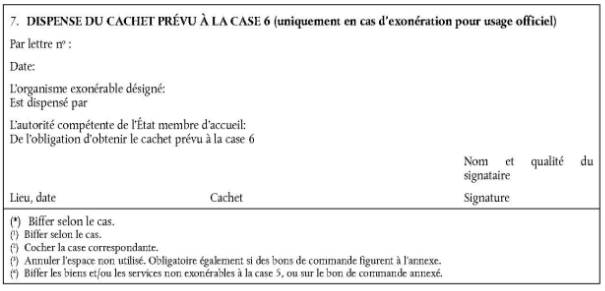 7. DISPENSE DU CACHET PRÉVU À LA CASE 6 (uniquement en cas d'exonération pour usage officiel)
Par lettre nº :
Date:
L'organisme exonérable désigné:
Est dispensé par
L'autorité compétente de l'État membre d'accueil:
De l'obligation d'obtenir le cachet prévu à la case 6
Nom et qualité du
signataire
Lieu, date Cachet Signature
(*) Biffer selon le cas.
(¹) Biffer selon le cas.
(²) Cocher la case correspondante.
(³) Annuler l'espace non utilisé. Obligatoire également si des bons de commande figurent à l'annexe.
(⁴) Biffer les biens et/ou les services non exonérables à la case 5, ou sur le bon de commande annexé.